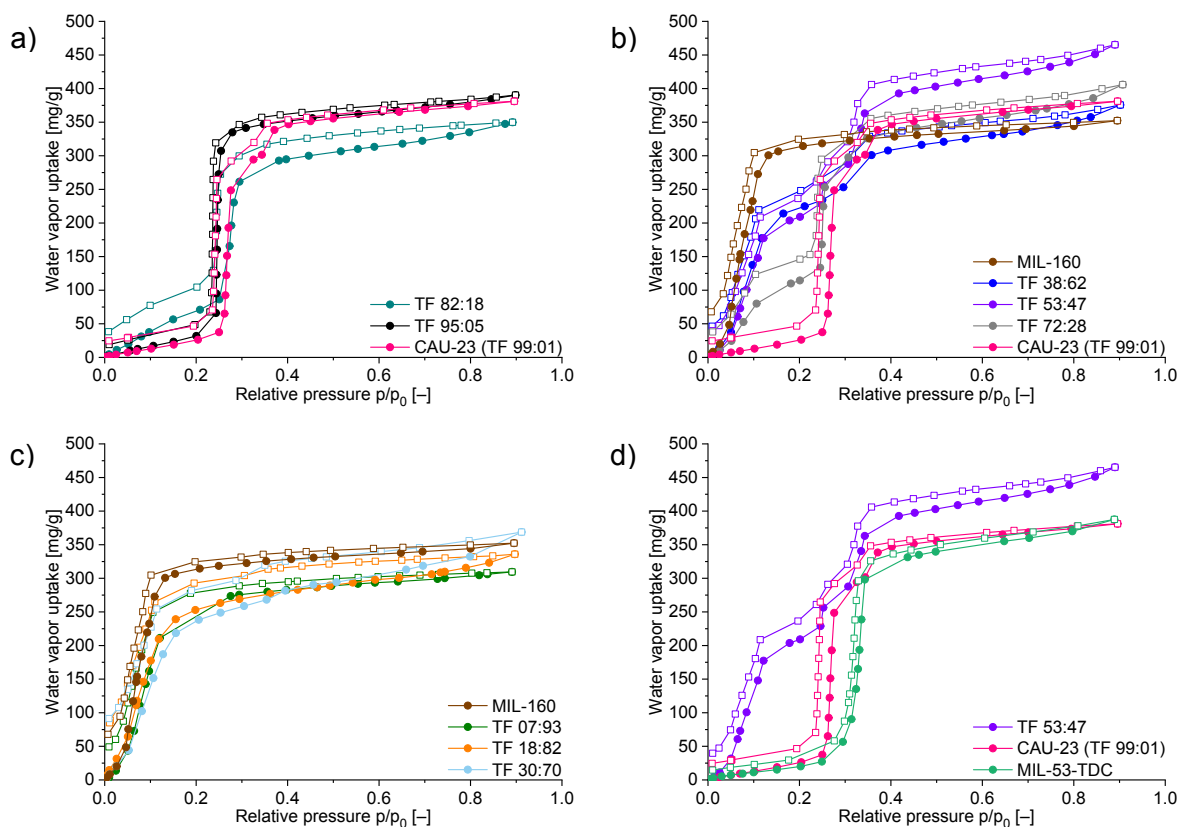 a)
Water vapor uptake [mg/g]
500
450
400
350
300
250
200
150
100
50
0
TF 82:18
TF 95:05
CAU-23 (TF 99:01)
0.0 0.2 0.4 0.6 0.8 1.0
Relative pressure p/p0 [–]
b)
Water vapor uptake [mg/g]
500
450
400
350
300
250
200
150
100
50
0
MIL-160
TF 38:62
TF 53:47
TF 72:28
CAU-23 (TF 99:01)
0.0 0.2 0.4 0.6 0.8 1.0
Relative pressure p/p0 [–]
c)
Water vapor uptake [mg/g]
500
450
400
350
300
250
200
150
100
50
0
MIL-160
TF 07:93
TF 18:82
TF 30:70
0.0 0.2 0.4 0.6 0.8 1.0
Relative pressure p/p0 [–]
d)
Water vapor uptake [mg/g]
500
450
400
350
300
250
200
150
100
50
0
TF 53:47
CAU-23 (TF 99:01)
MIL-53-TDC
0.0 0.2 0.4 0.6 0.8 1.0
Relative pressure p/p0 [–]